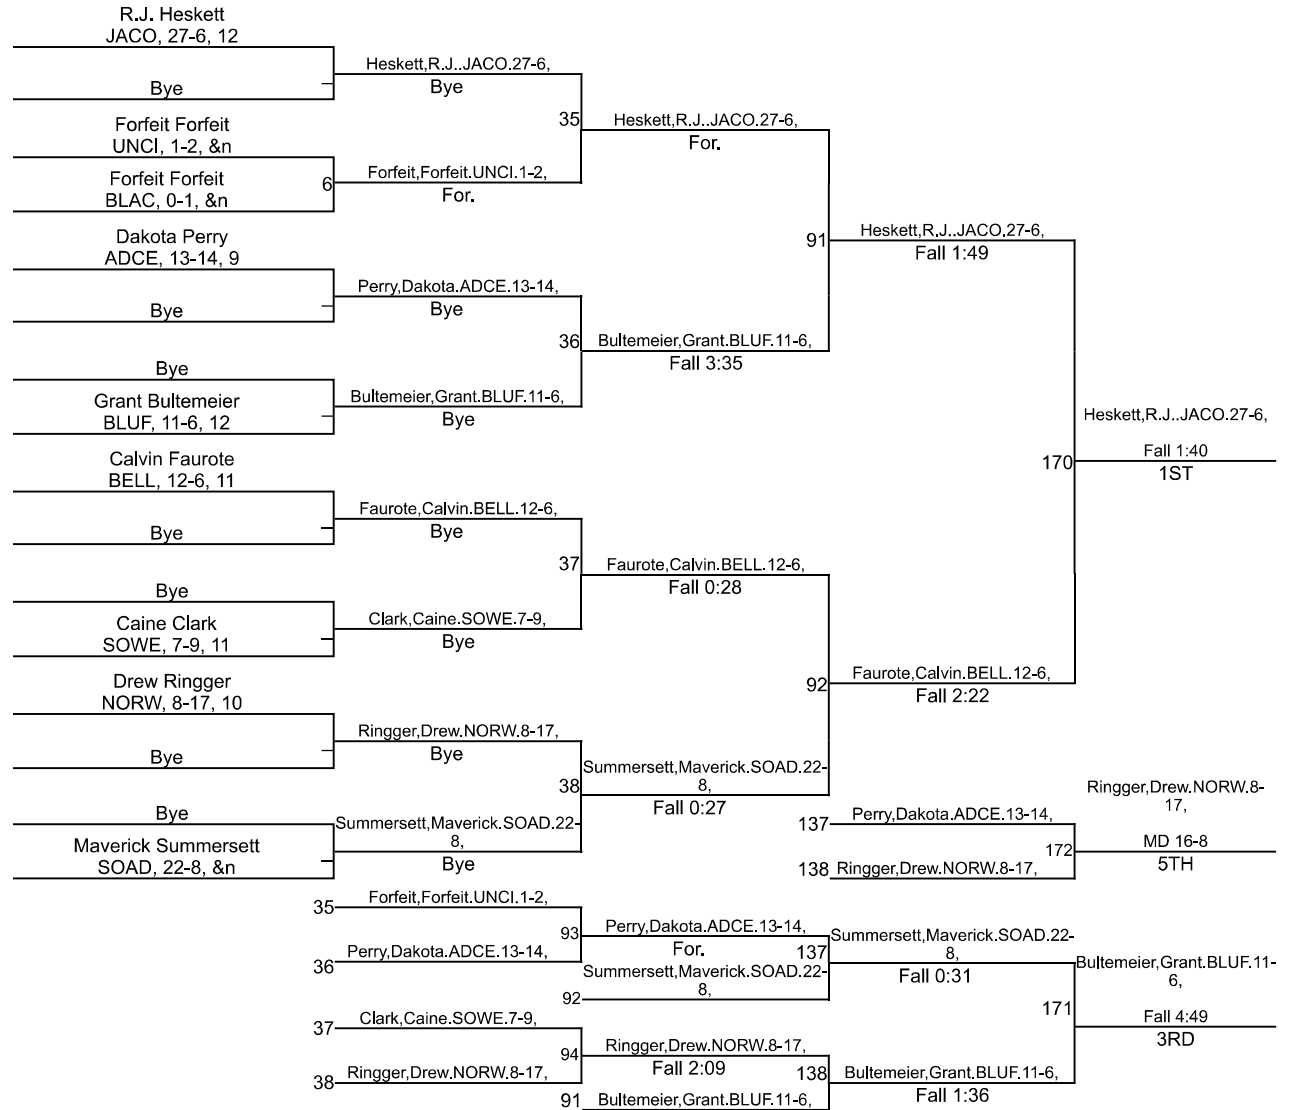 R.J. Heskett
JACO, 27-6, 12
Heskett,R.J..JACO.27-6,
Bye
Bye
35
Heskett,R.J..JACO.27-6,
For.
Forfeit Forfeit
UNCI, 1-2, &n
6
Forfeit,Forfeit.UNCI.1-2,
For.
Forfeit Forfeit
BLAC, 0-1, &n
91
Heskett,R.J..JACO.27-6,
Fall 1:49
Dakota Perry
ADCE, 13-14, 9
Perry,Dakota.ADCE.13-14,
Bye
Bye
36
Bultemeier,Grant.BLUF.11-6,
Fall 3:35
Bye
Bultemeier,Grant.BLUF.11-6,
Bye
Grant Bultemeier
BLUF, 11-6, 12
Heskett,R.J..JACO.27-6,
170
Fall 1:40
1ST
Calvin Faurote
BELL, 12-6, 11
Faurote,Calvin.BELL.12-6,
Bye
Bye
37
Faurote,Calvin.BELL.12-6,
Fall 0:28
Bye
Clark,Caine.SOWE.7-9,
Bye
Caine Clark
SOWE, 7-9, 11
92
Faurote,Calvin.BELL.12-6,
Fall 2:22
Drew Ringger
NORW, 8-17, 10
Ringger,Drew.NORW.8-17,
Bye
Bye
38
Summersett,Maverick.SOAD.22-
8,
Fall 0:27
Bye
Summersett,Maverick.SOAD.22-
8,
Bye
Maverick Summersett
SOAD, 22-8, &n
137
Perry,Dakota.ADCE.13-14,
138
Ringger,Drew.NORW.8-17,
172
Ringger,Drew.NORW.8-
17,
MD 16-8
5TH
35
Forfeit,Forfeit.UNCI.1-2,
36
Perry,Dakota.ADCE.13-14,
93
Perry,Dakota.ADCE.13-14,
For.
92
Summersett,Maverick.SOAD.22-
8,
137
Summersett,Maverick.SOAD.22-
8,
Fall 0:31
37
Clark,Caine.SOWE.7-9,
38
Ringger,Drew.NORW.8-17,
94
Ringger,Drew.NORW.8-17,
Fall 2:09
91
Bultemeier,Grant.BLUF.11-6,
138
Bultemeier,Grant.BLUF.11-6,
Fall 1:36
171
Bultemeier,Grant.BLUF.11-
6,
Fall 4:49
3RD